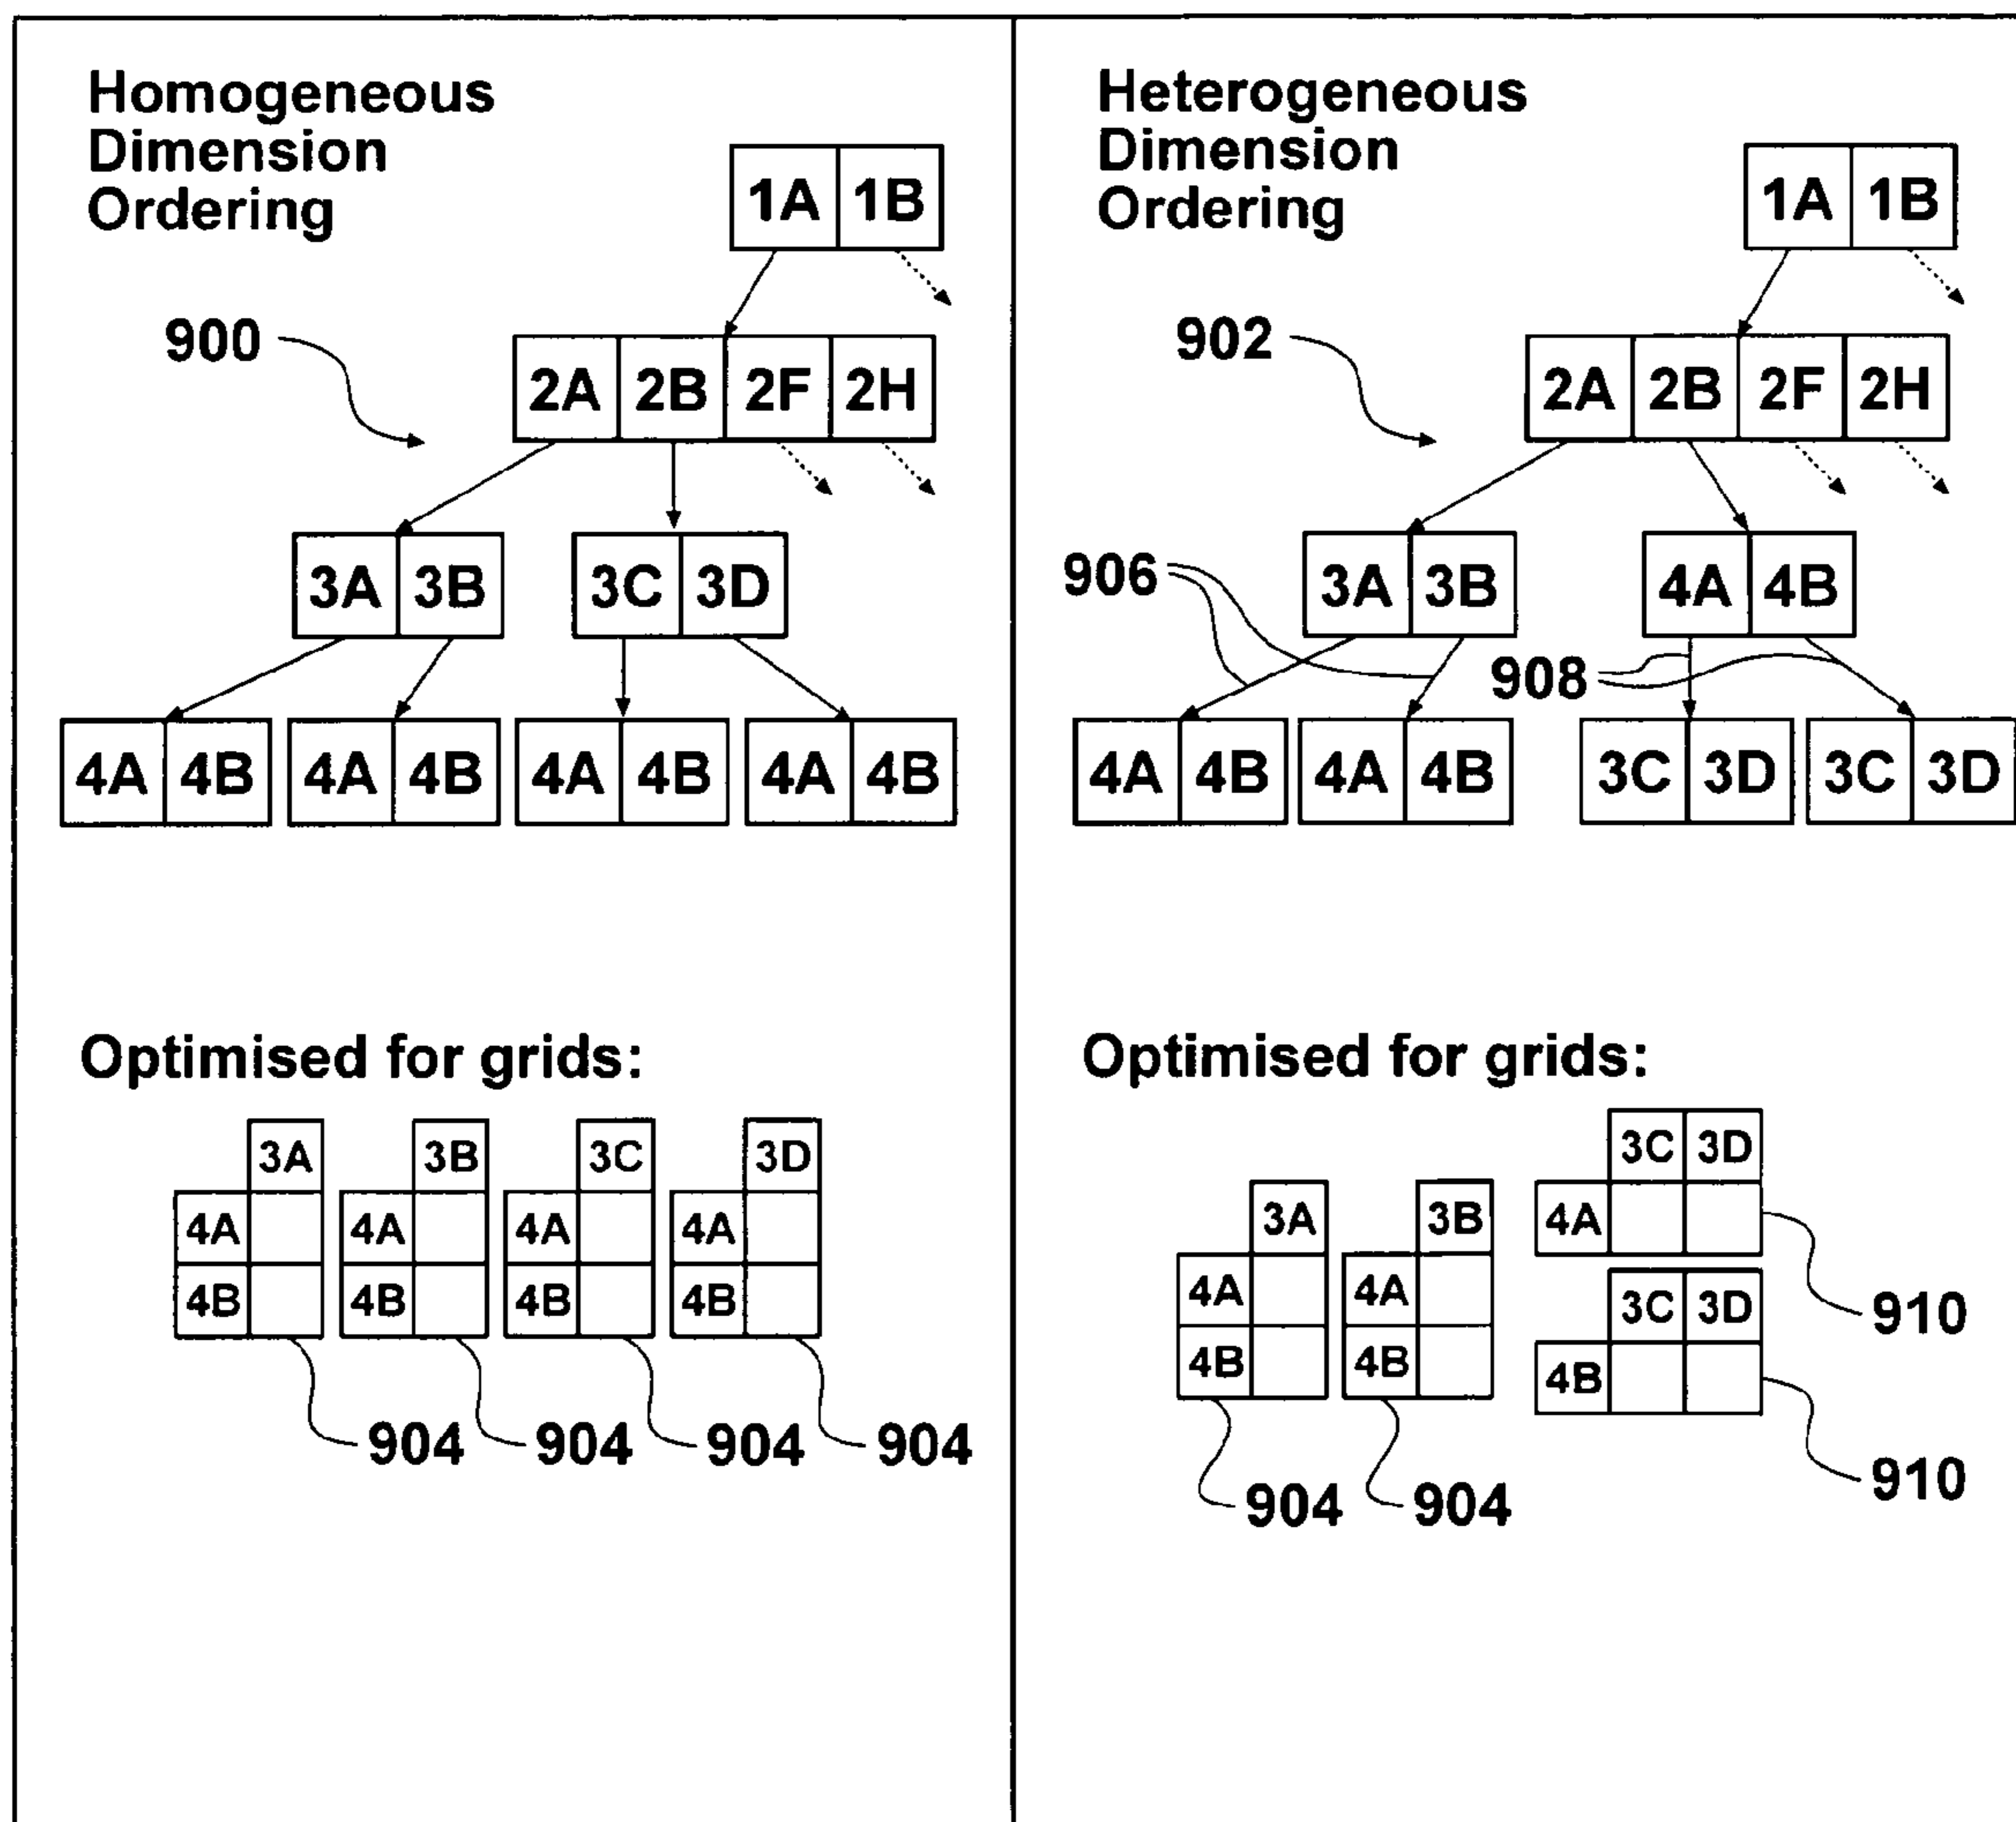 Homogeneous
Dimension
Ordering
1A 1B
900
2A 2B 2F 2H
3A 3B 3C 3D
4A 4B 4A 4B 4A 4B 4A 4B
Optimised for grids:
3A 3B 3C 3D
4A 4A 4A 4A
4B 4B 4B 4B
904 904 904 904
Heterogeneous
Dimension
Ordering
1A 1B
902
2A 2B 2F 2H
906 3A 3B 4A 4B
908
4A 4B 4A 4B 3C 3D 3C 3D
Optimised for grids:
3A 3B
4A 4A
4B 4B
904 904
3C 3D
4A
910
3C 3D
4B
910